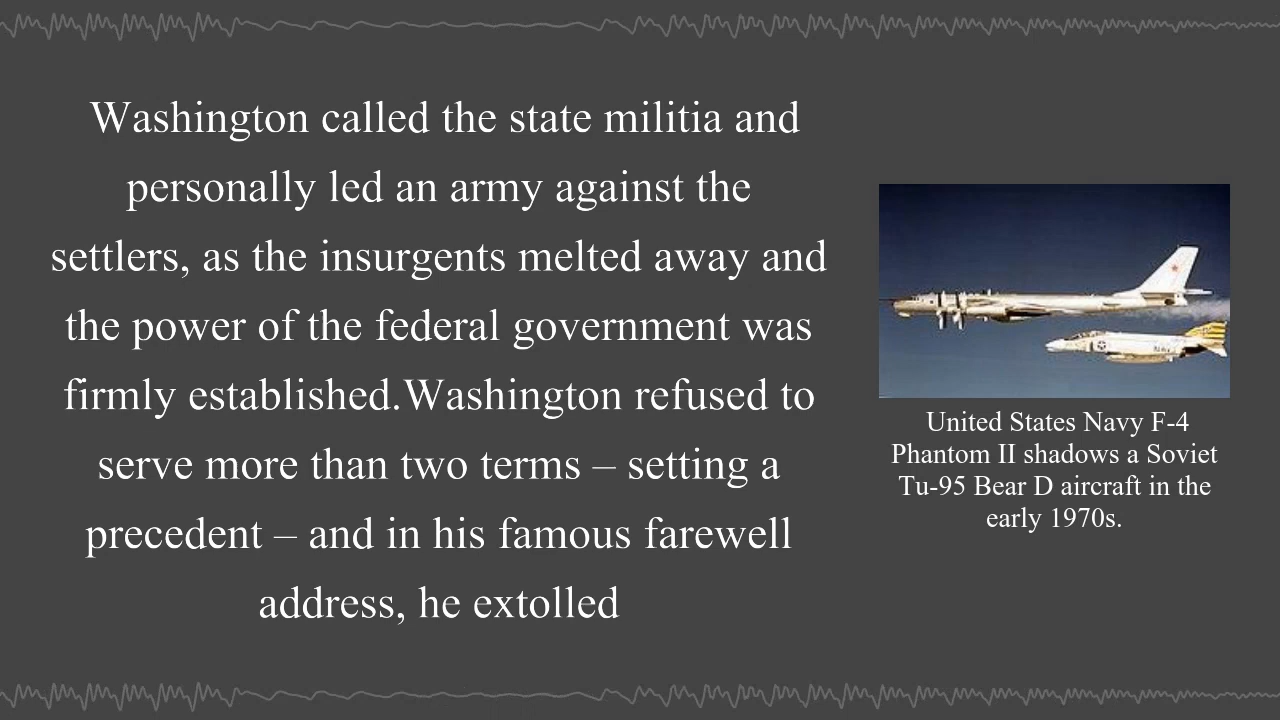 Washington called the state militia and
personally led an army against the
settlers, as the insurgents melted away and
the power of the federal government was
firmly established.Washington refused to
serve more than two terms – setting a
precedent – and in his famous farewell
address, he extolled
United States Navy F-4
Phantom II shadows a Soviet
Tu-95 Bear D aircraft in the
early 1970s.